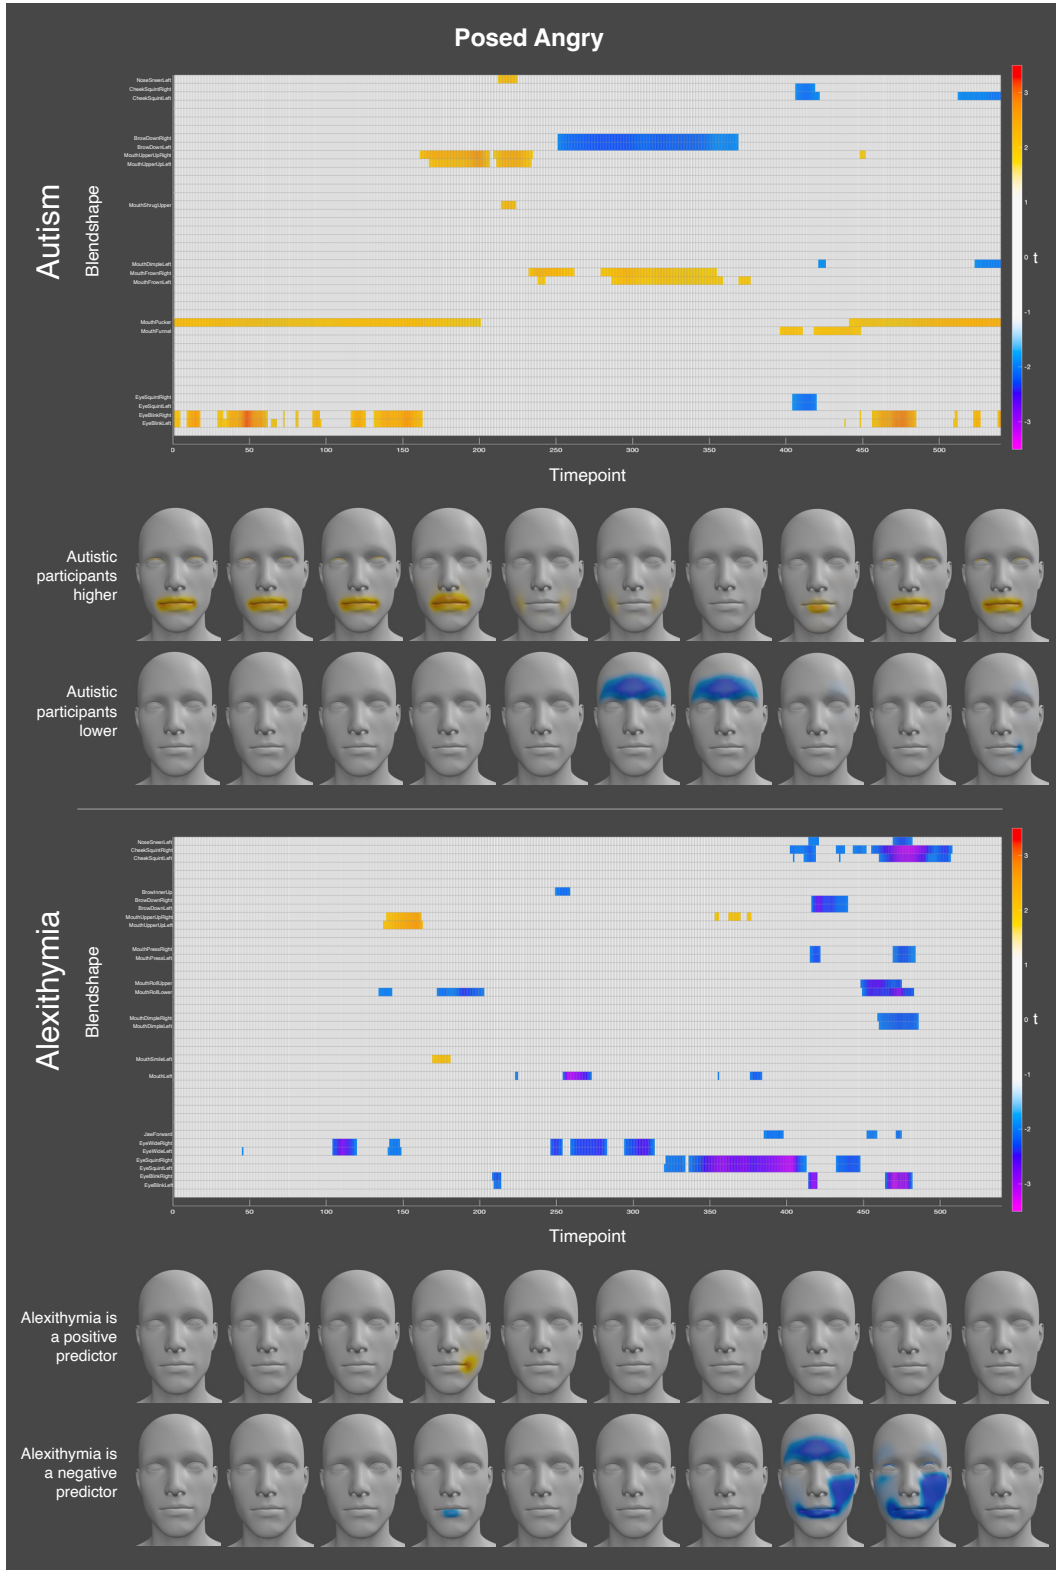 Posed Angry
Autism
Blendshape
NoseSneerLeft
CheekSquintRight
CheekSquintLeft
BrowDownRight
BrowDownLeft
MouthUpperUpRight
MouthUpperUpLeft
MouthShrugUpper
MouthDimpleLeft
MouthFrownRight
MouthFrownLeft
MouthPucker
MouthFunnel
EyeSquintRight
EyeSquintLeft
EyeBlinkRight
EyeBlinkLeft
0 50 100 150 200 250 300 350 400 450 500
Timepoint
3
2
1
0 t
-1
-2
-3
Autistic
participants
higher
Autistic
participants
lower
Alexithymia
Blendshape
NoseSneerLeft
CheekSquintRight
CheekSquintLeft
BrowInnerUp
BrowDownRight
BrowDownLeft
MouthUpperUpRight
MouthUpperUpLeft
MouthPressRight
MouthPressLeft
MouthRollUpper
MouthRollLower
MouthDimpleRight
MouthDimpleLeft
MouthSmileLeft
MouthLeft
JawForward
EyeWideRight
EyeWideLeft
EyeSquintRight
EyeSquintLeft
EyeBlinkRight
EyeBlinkLeft
0 50 100 150 200 250 300 350 400 450 500
Timepoint
3
2
1
0 t
-1
-2
-3
Alexithymia is
a positive
predictor
Alexithymia is
a negative
predictor